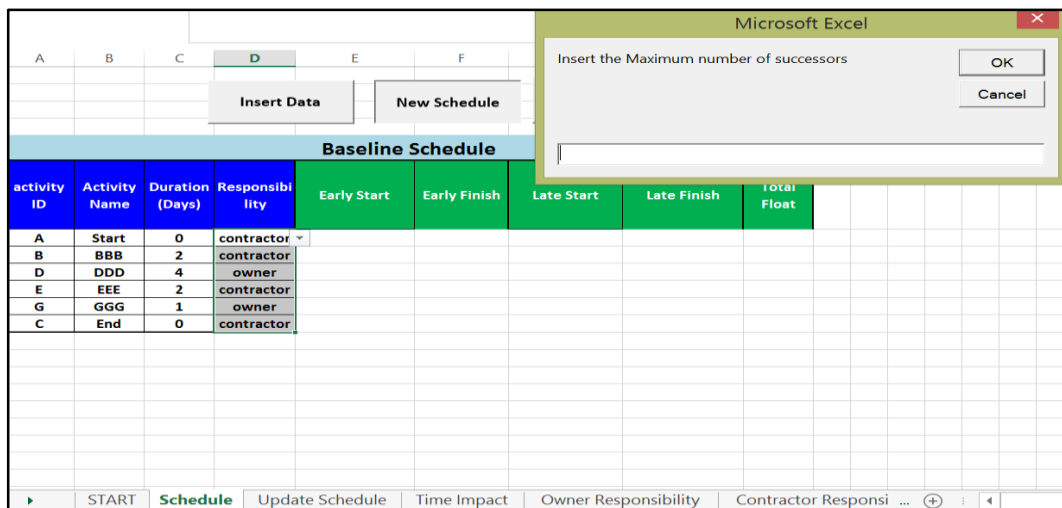 Microsoft Excel
Insert the Maximum number of successors
OK
Cancel
A B C D E F
Insert Data New Schedule
Baseline Schedule
activity ID Activity Name Duration (Days) Responsibility Early Start Early Finish Late Start Late Finish Total Float
A Start 0 contractor
B BBB 2 contractor
D DDD 4 owner
E EEE 2 contractor
G GGG 1 owner
C End 0 contractor
START Schedule Update Schedule Time Impact Owner Responsibility Contractor Responsi ...